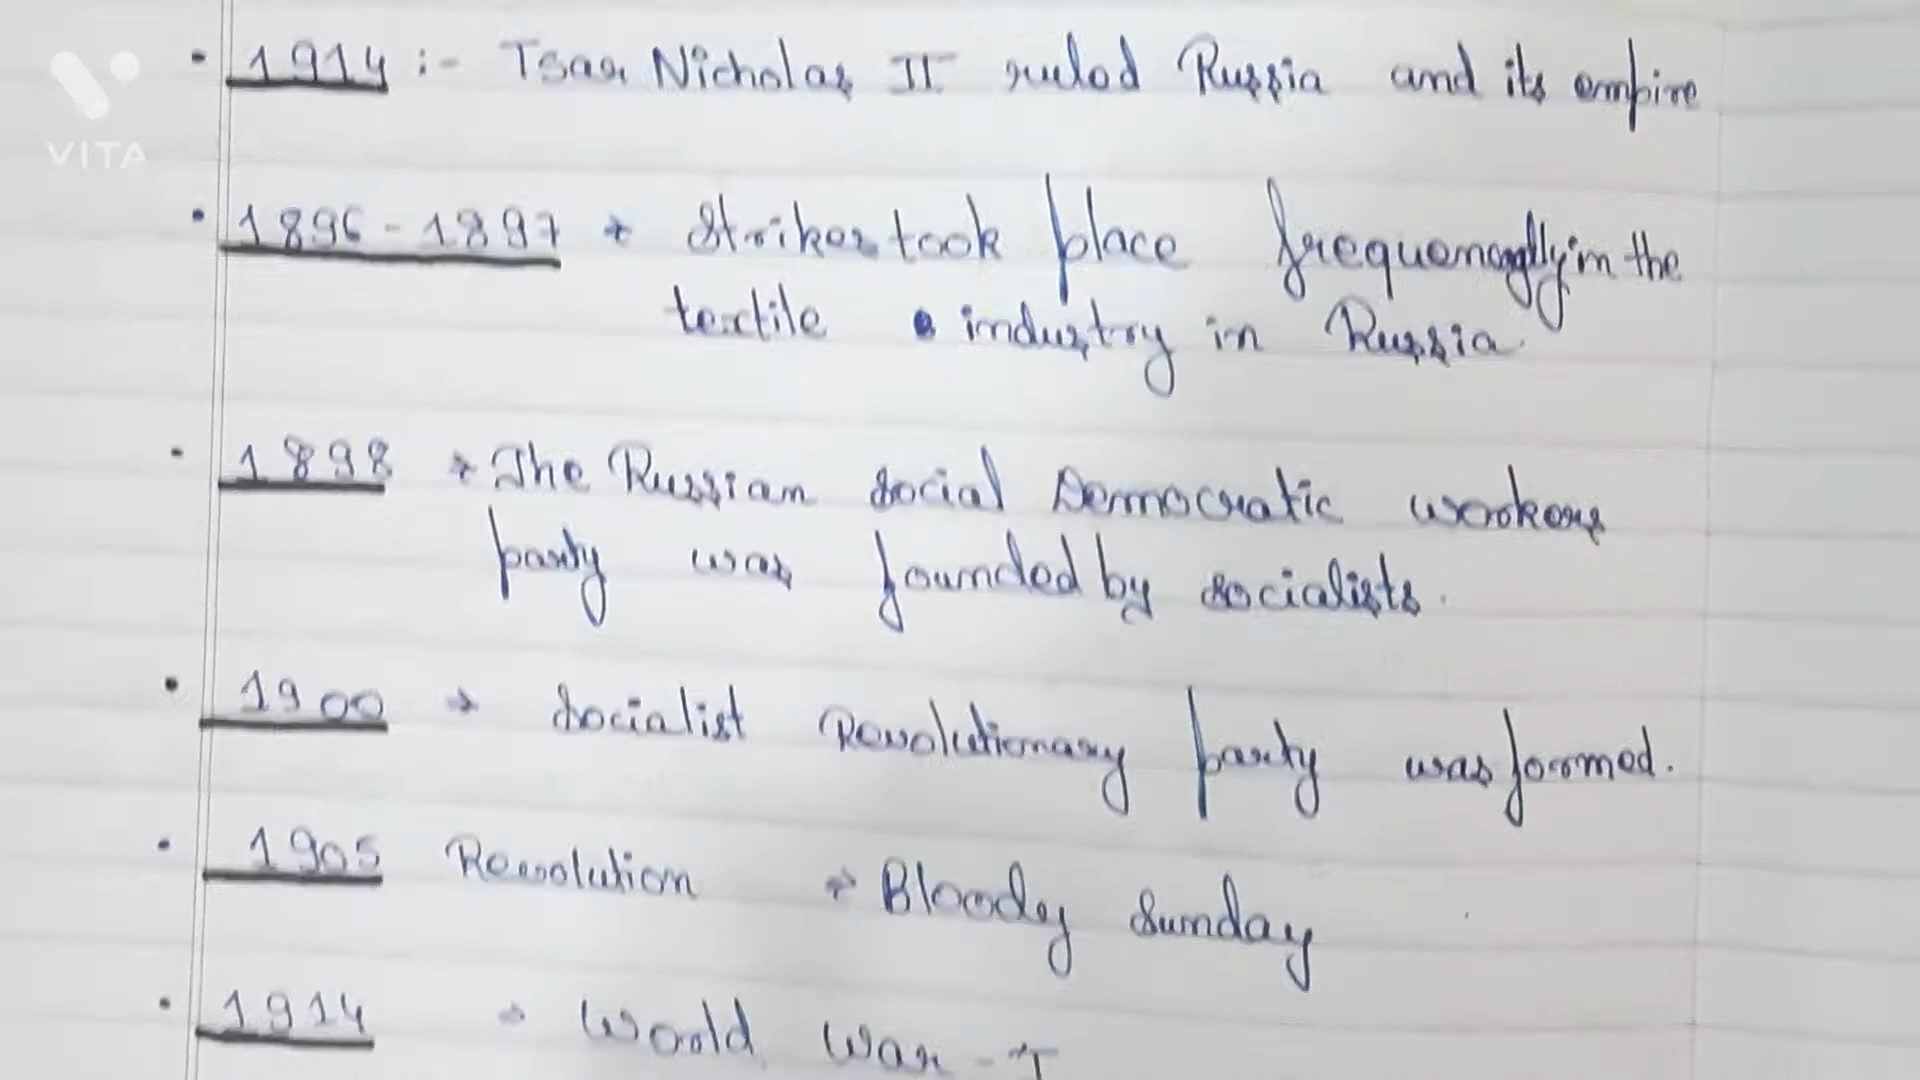 VITA
• 1914 :- Tsar Nicholas II ruled Russia and its empire
• 1896 - 1897 → Strikes took place frequently in the
textile industry in Russia.
• 1898 → The Russian Social Democratic workers
party was founded by socialists.
• 1900 → Socialist Revolutionary party was formed.
• 1905 Revolution → Bloody Sunday
• 1914 → World War - I